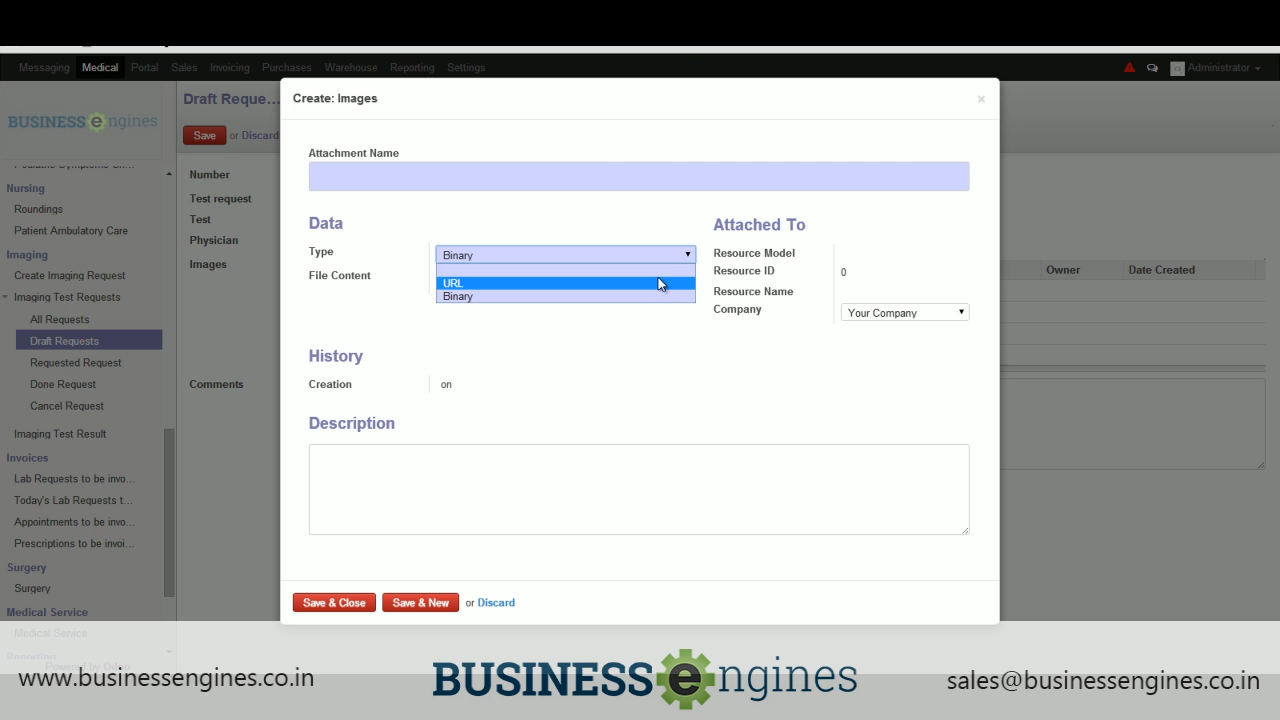 Messaging Medical Portal Sales Invoicing Purchases Warehouse Reporting Settings Administrator
BUSINESS engines
Draft Reque...
Save or Discard
Nursing
Roundings
Patient Ambulatory Care
Imaging
Create Imaging Request
Imaging Test Requests
All Requests
Draft Requests
Requested Request
Done Request
Cancel Request
Imaging Test Result
Invoices
Lab Requests to be invo...
Today's Lab Requests t...
Appointments to be invo...
Prescriptions to be invoi...
Surgery
Surgery
Medical Service
Medical Service
Reporting
Powered by Odoo
Number
Test request
Test
Physician
Images
Comments
Owner Date Created
Create: Images ×
Attachment Name
Data
Type Binary
URL
Binary
File Content
Attached To
Resource Model
Resource ID 0
Resource Name
Company Your Company
History
Creation on
Description
Save & Close Save & New or Discard
www.businessengines.co.in
BUSINESS engines
sales@businessengines.co.in